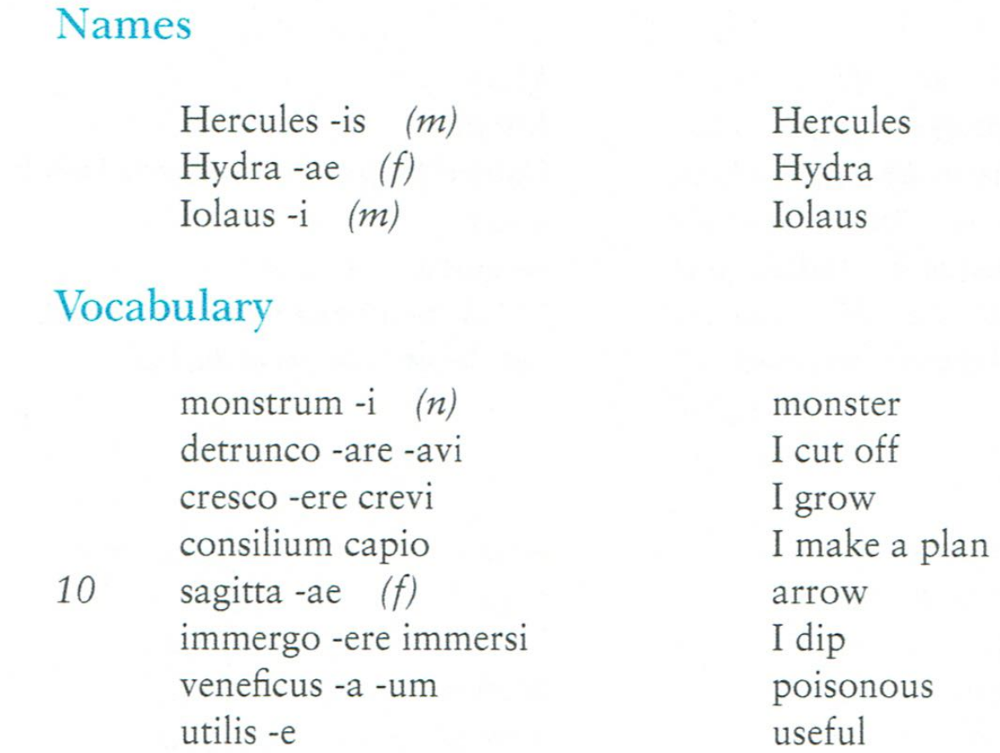 Names
Hercules -is (m) Hercules
Hydra -ae (f) Hydra
Iolaus -i (m) Iolaus
Vocabulary
monstrum -i (n) monster
detrunco -are -avi I cut off
cresco -ere crevi I grow
consilium capio I make a plan
10 sagitta -ae (f) arrow
immergo -ere immersi I dip
veneficus -a -um poisonous
utilis -e useful